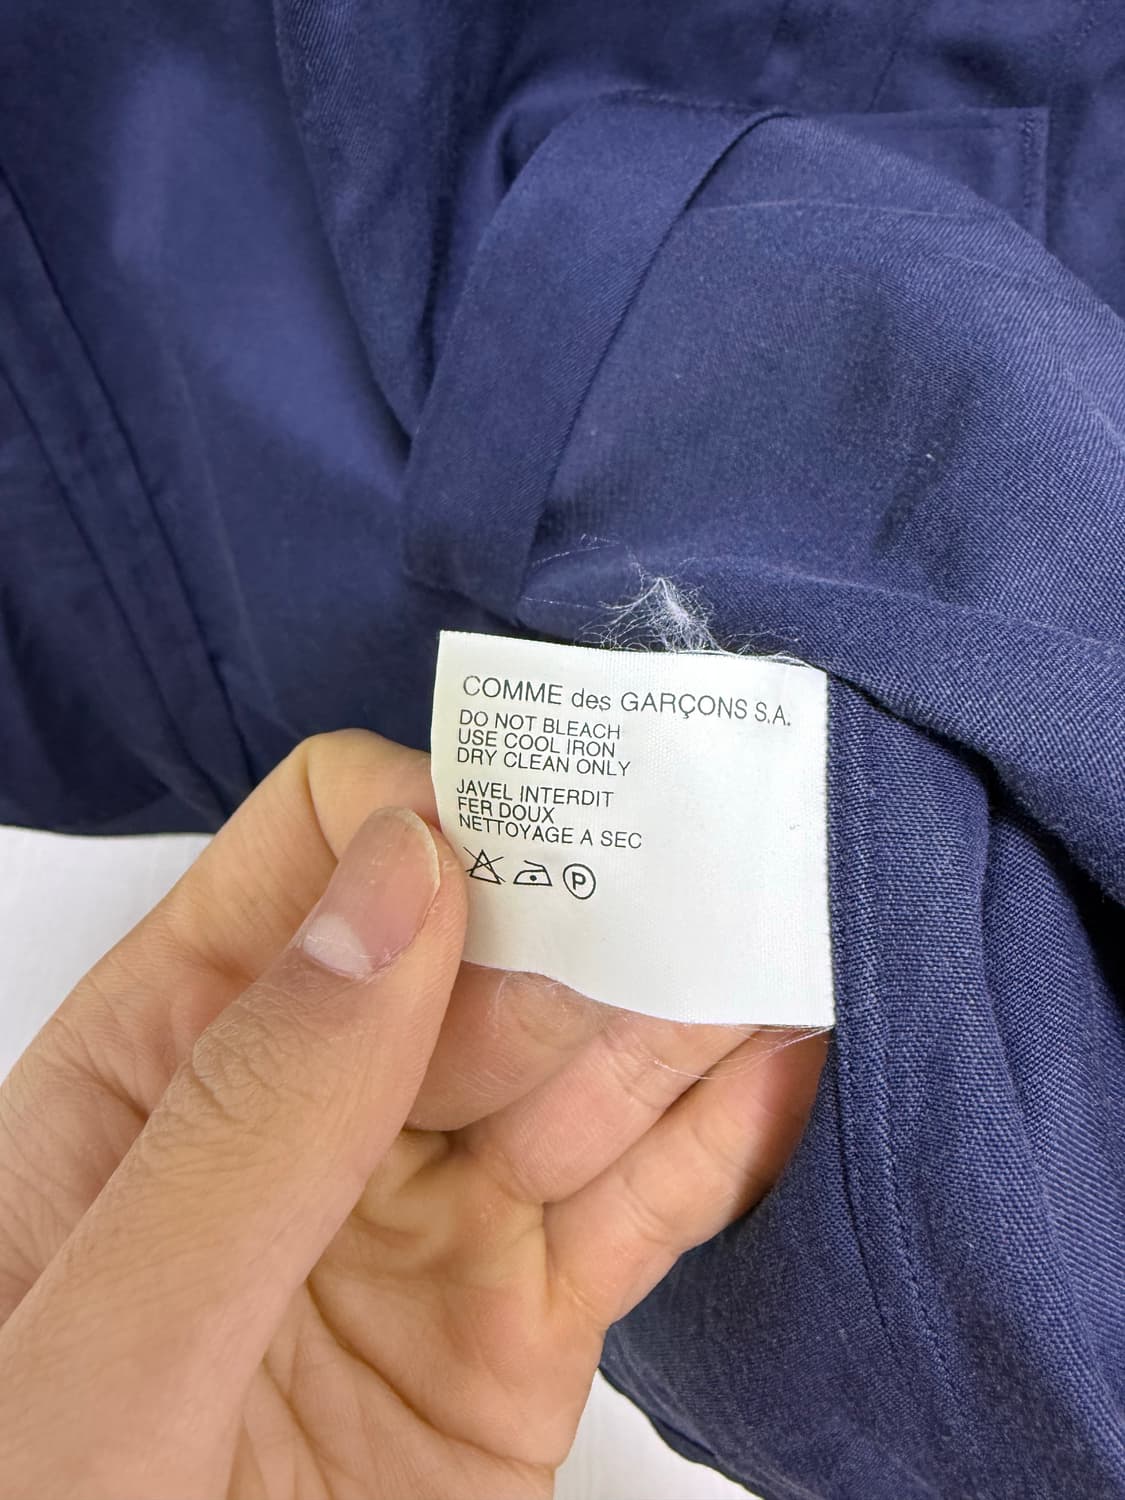 COMME des GARÇONS S.A.
DO NOT BLEACH
USE COOL IRON
DRY CLEAN ONLY
JAVEL INTERDIT
FER DOUX
NETTOYAGE A SEC
P